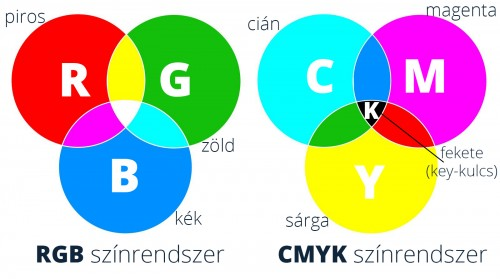 piros
R
G
B
zöld
kék
RGB színrendszer
cián
magenta
C
M
K
Y
fekete
(key-kulcs)
sárga
CMYK színrendszer